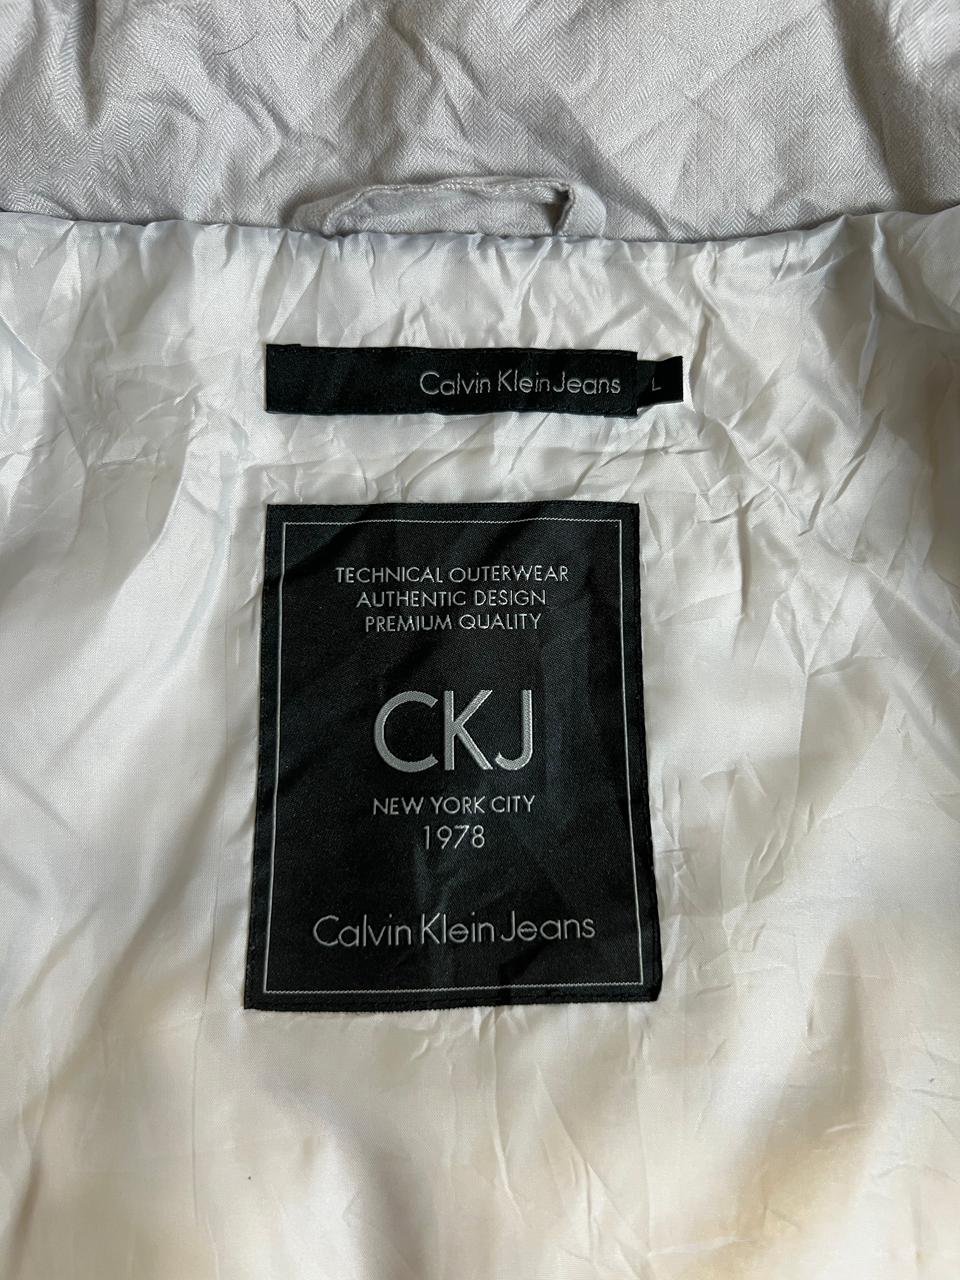 Calvin Klein Jeans L
TECHNICAL OUTERWEAR
AUTHENTIC DESIGN
PREMIUM QUALITY
CKJ
NEW YORK CITY
1978
Calvin Klein Jeans